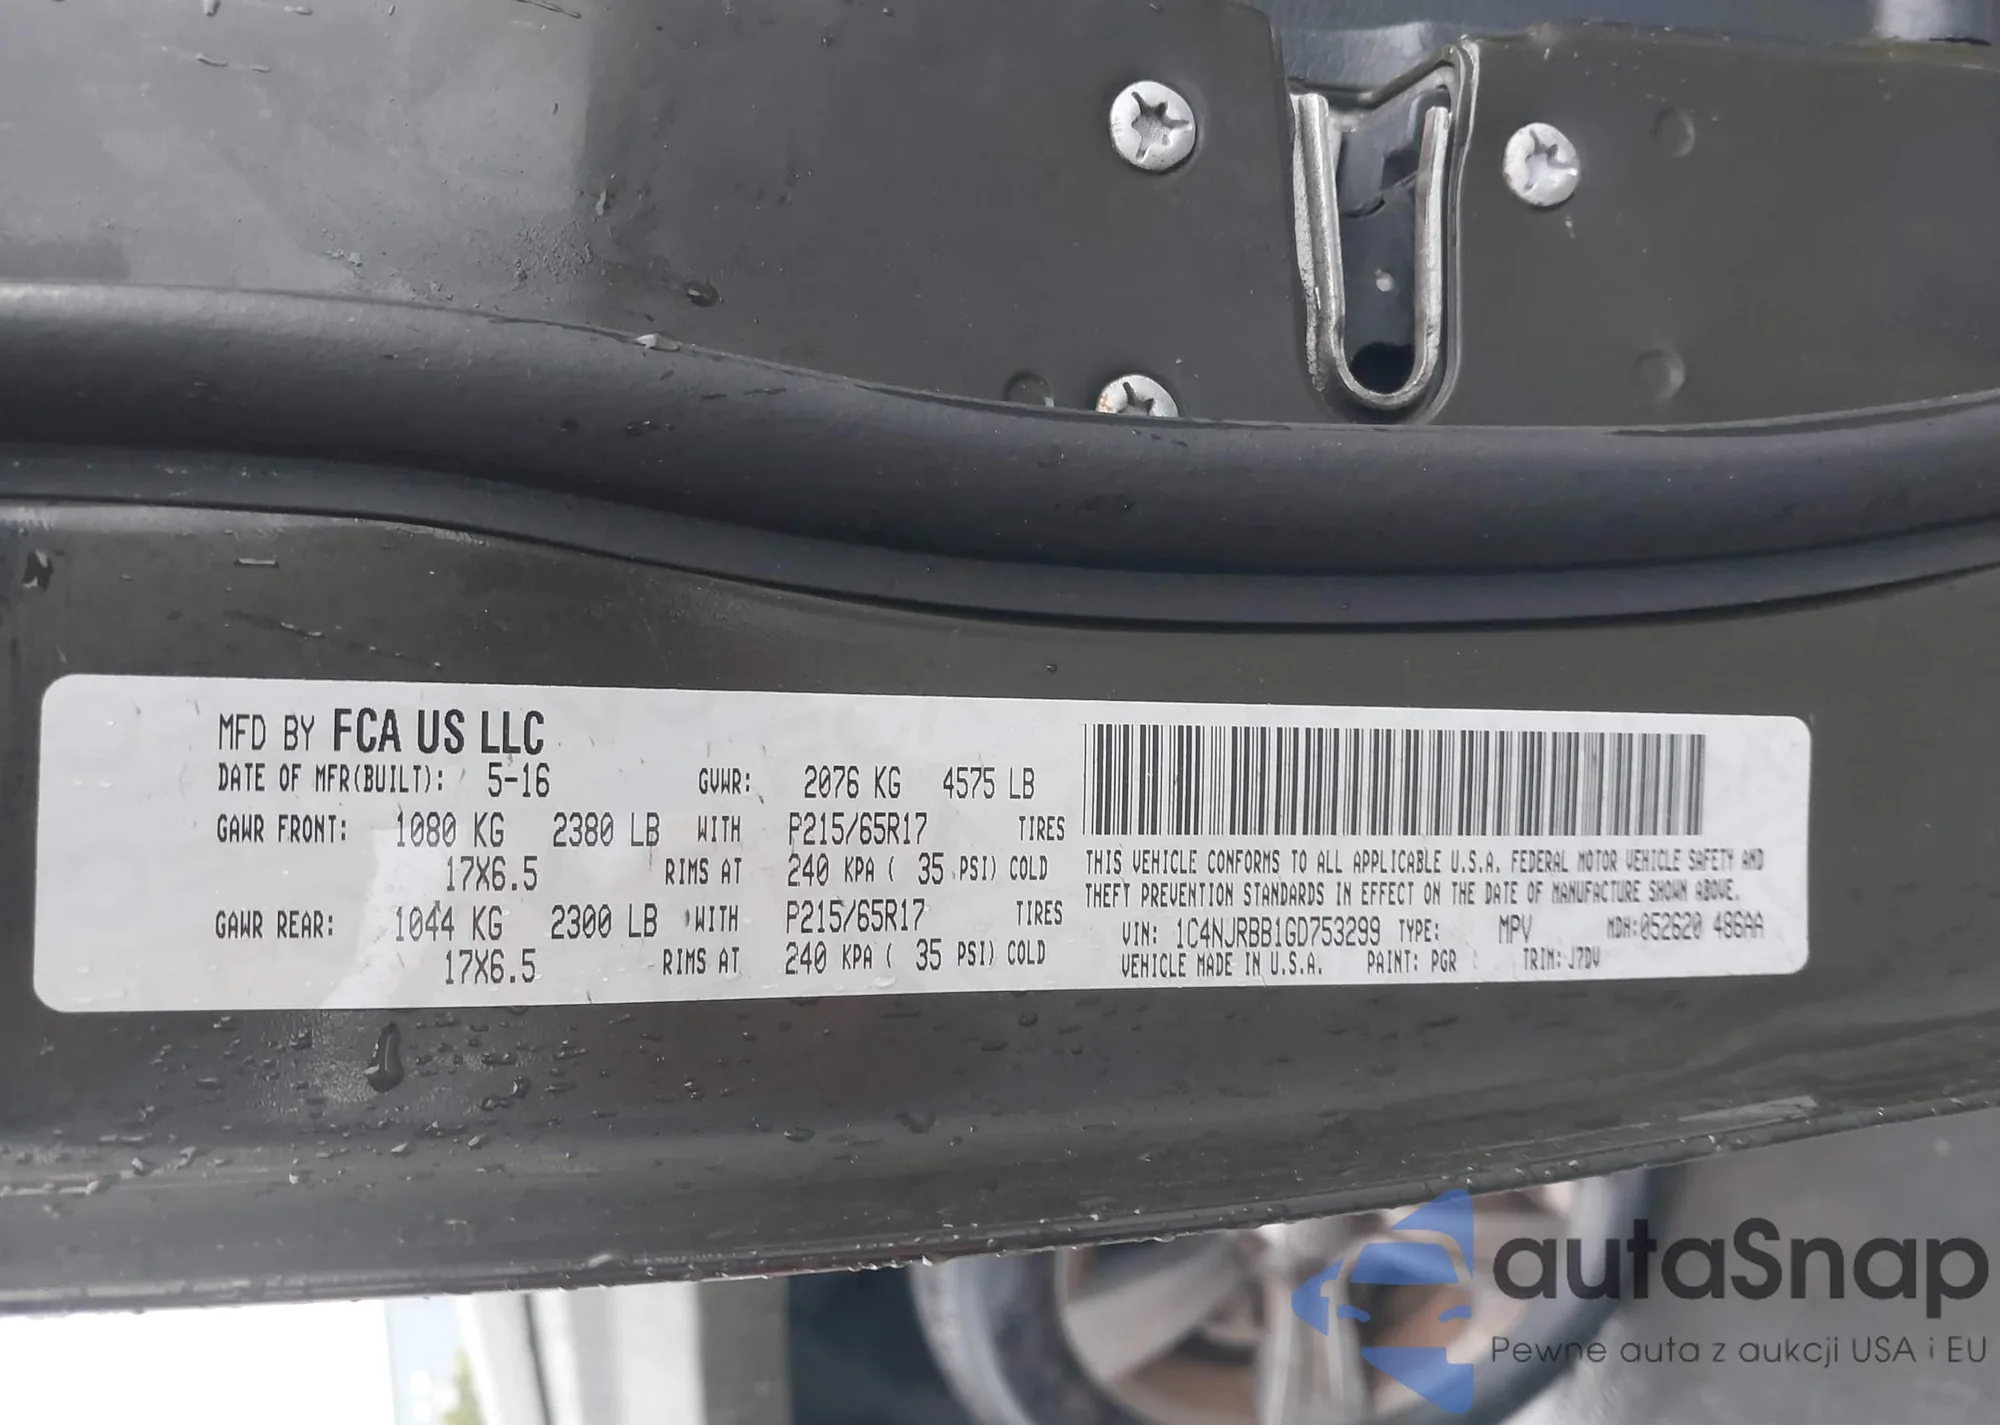 MFD BY FCA US LLC
DATE OF MFR(BUILT): 5-16 GVWR: 2076 KG 4575 LB
GAWR FRONT: 1080 KG 2380 LB WITH P215/65R17 TIRES
17X6.5 RIMS AT 240 KPA ( 35 PSI) COLD
GAWR REAR: 1044 KG 2300 LB WITH P215/65R17 TIRES
17X6.5 RIMS AT 240 KPA ( 35 PSI) COLD
THIS VEHICLE CONFORMS TO ALL APPLICABLE U.S.A. FEDERAL MOTOR VEHICLE SAFETY AND
THEFT PREVENTION STANDARDS IN EFFECT ON THE DATE OF MANUFACTURE SHOWN ABOVE.
VIN: 1C4NJRBB1GD753299 TYPE: MPV MDH:052620 486AA
VEHICLE MADE IN U.S.A. PAINT: PGR TRIM: J7DV
autaSnap
Pewne auta z aukcji USA i EU